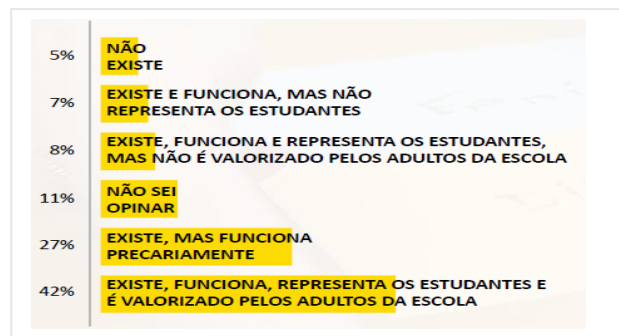 5%
NÃO
EXISTE
7%
EXISTE E FUNCIONA, MAS NÃO
REPRESENTA OS ESTUDANTES
8%
EXISTE, FUNCIONA E REPRESENTA OS ESTUDANTES,
MAS NÃO É VALORIZADO PELOS ADULTOS DA ESCOLA
11%
NÃO SEI
OPINAR
27%
EXISTE, MAS FUNCIONA
PRECARIAMENTE
42%
EXISTE, FUNCIONA, REPRESENTA OS ESTUDANTES E
É VALORIZADO PELOS ADULTOS DA ESCOLA